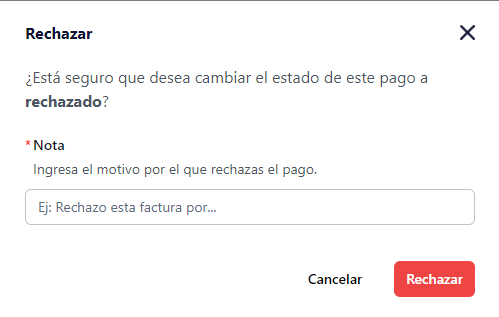 Rechazar
¿Está seguro que desea cambiar el estado de este pago a
rechazado?
* Nota
Ingresa el motivo por el que rechazas el pago.
Ej: Rechazo esta factura por...
Cancelar
Rechazar